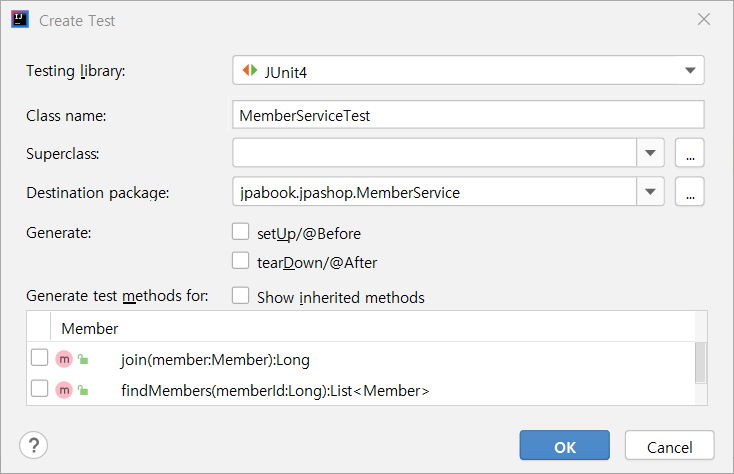 Create Test
Testing library: JUnit4
Class name: MemberServiceTest
Superclass: ...
Destination package: jpabook.jpashop.MemberService ...
Generate: setUp/@Before
tearDown/@After
Generate test methods for: Show inherited methods
Member
m join(member:Member):Long
m findMembers(memberId:Long):List<Member>
? OK Cancel